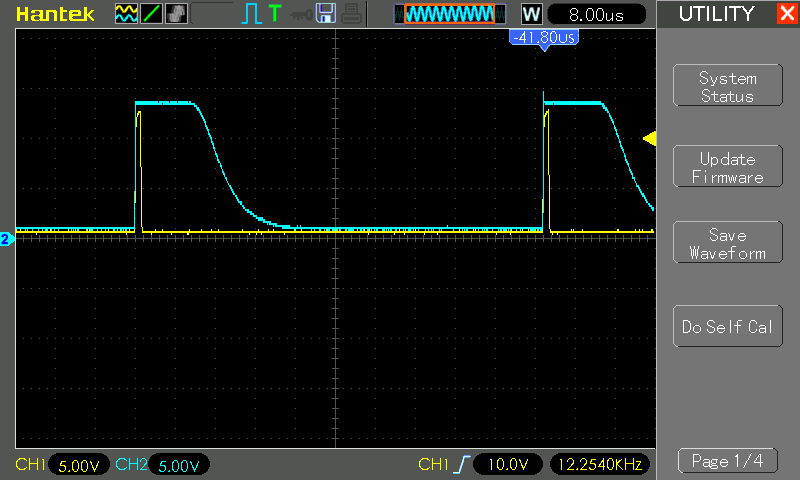 Hantek
T
W
8.00us
UTILITY
X
-41.80us
System
Status
Update
Firmware
Save
Waveform
Do Self Cal
2
CH1 5.00V CH2 5.00V CH1 10.0V 12.2540KHz
Page 1/4